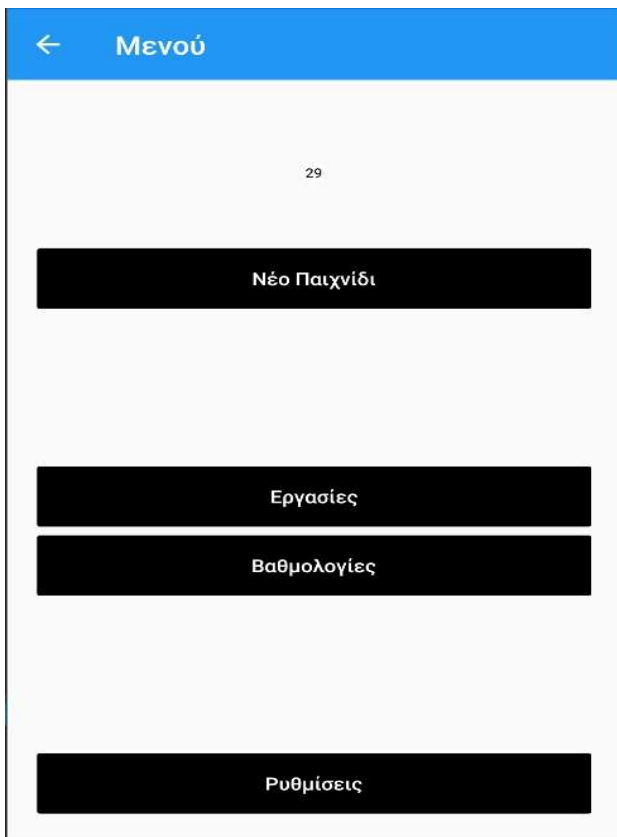 Μενού
29
Νέο Παιχνίδι
Εργασίες
Βαθμολογίες
Ρυθμίσεις